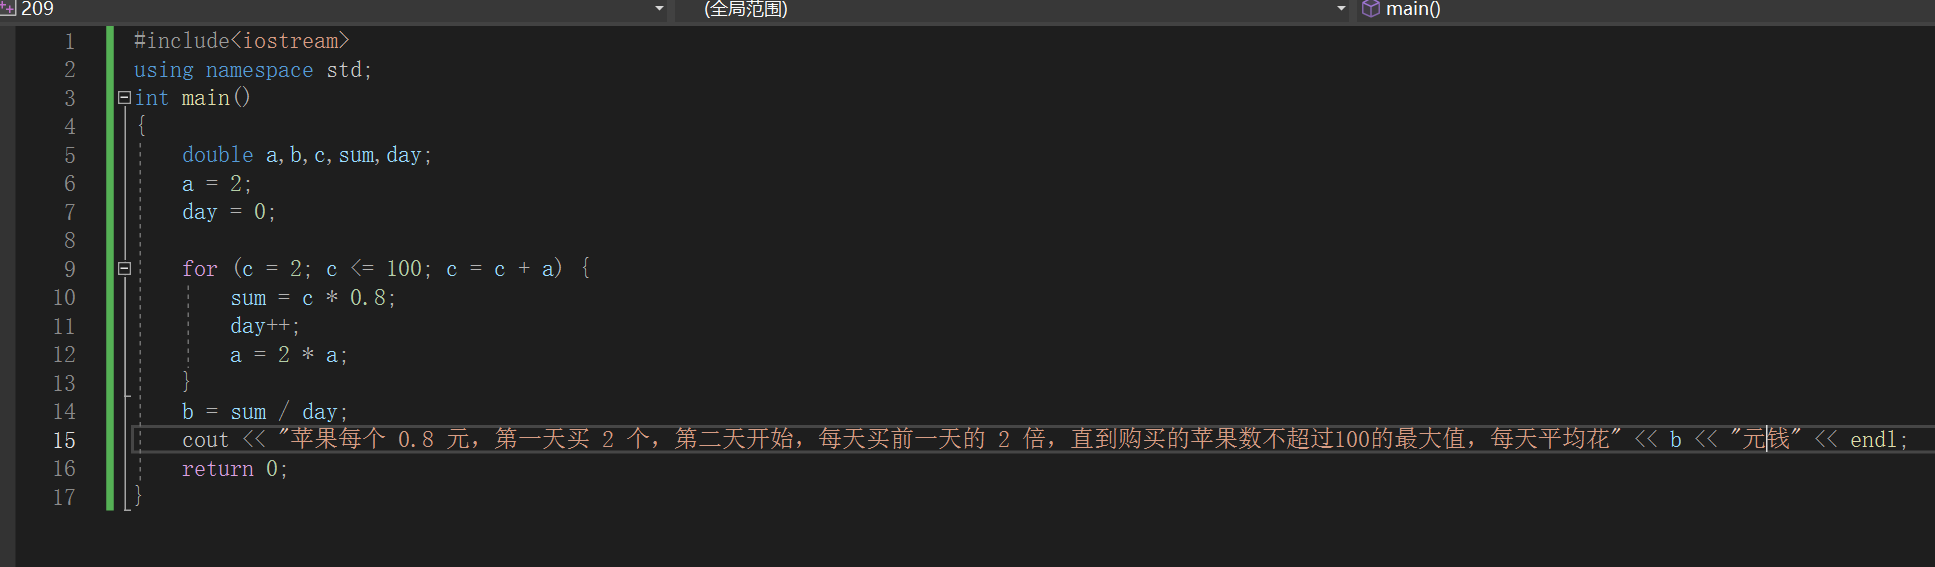 209 (全局范围) main()
1 #include<iostream>
2 using namespace std;
3 int main()
4 {
5 double a,b,c,sum,day;
6 a = 2;
7 day = 0;
8
9 for (c = 2; c <= 100; c = c + a) {
10 sum = c * 0.8;
11 day++;
12 a = 2 * a;
13 }
14 b = sum / day;
15 cout << "苹果每个 0.8 元，第一天买 2 个，第二天开始，每天买前一天的 2 倍，直到购买的苹果数不超过100的最大值，每天平均花" << b << "元钱" << endl;
16 return 0;
17 }